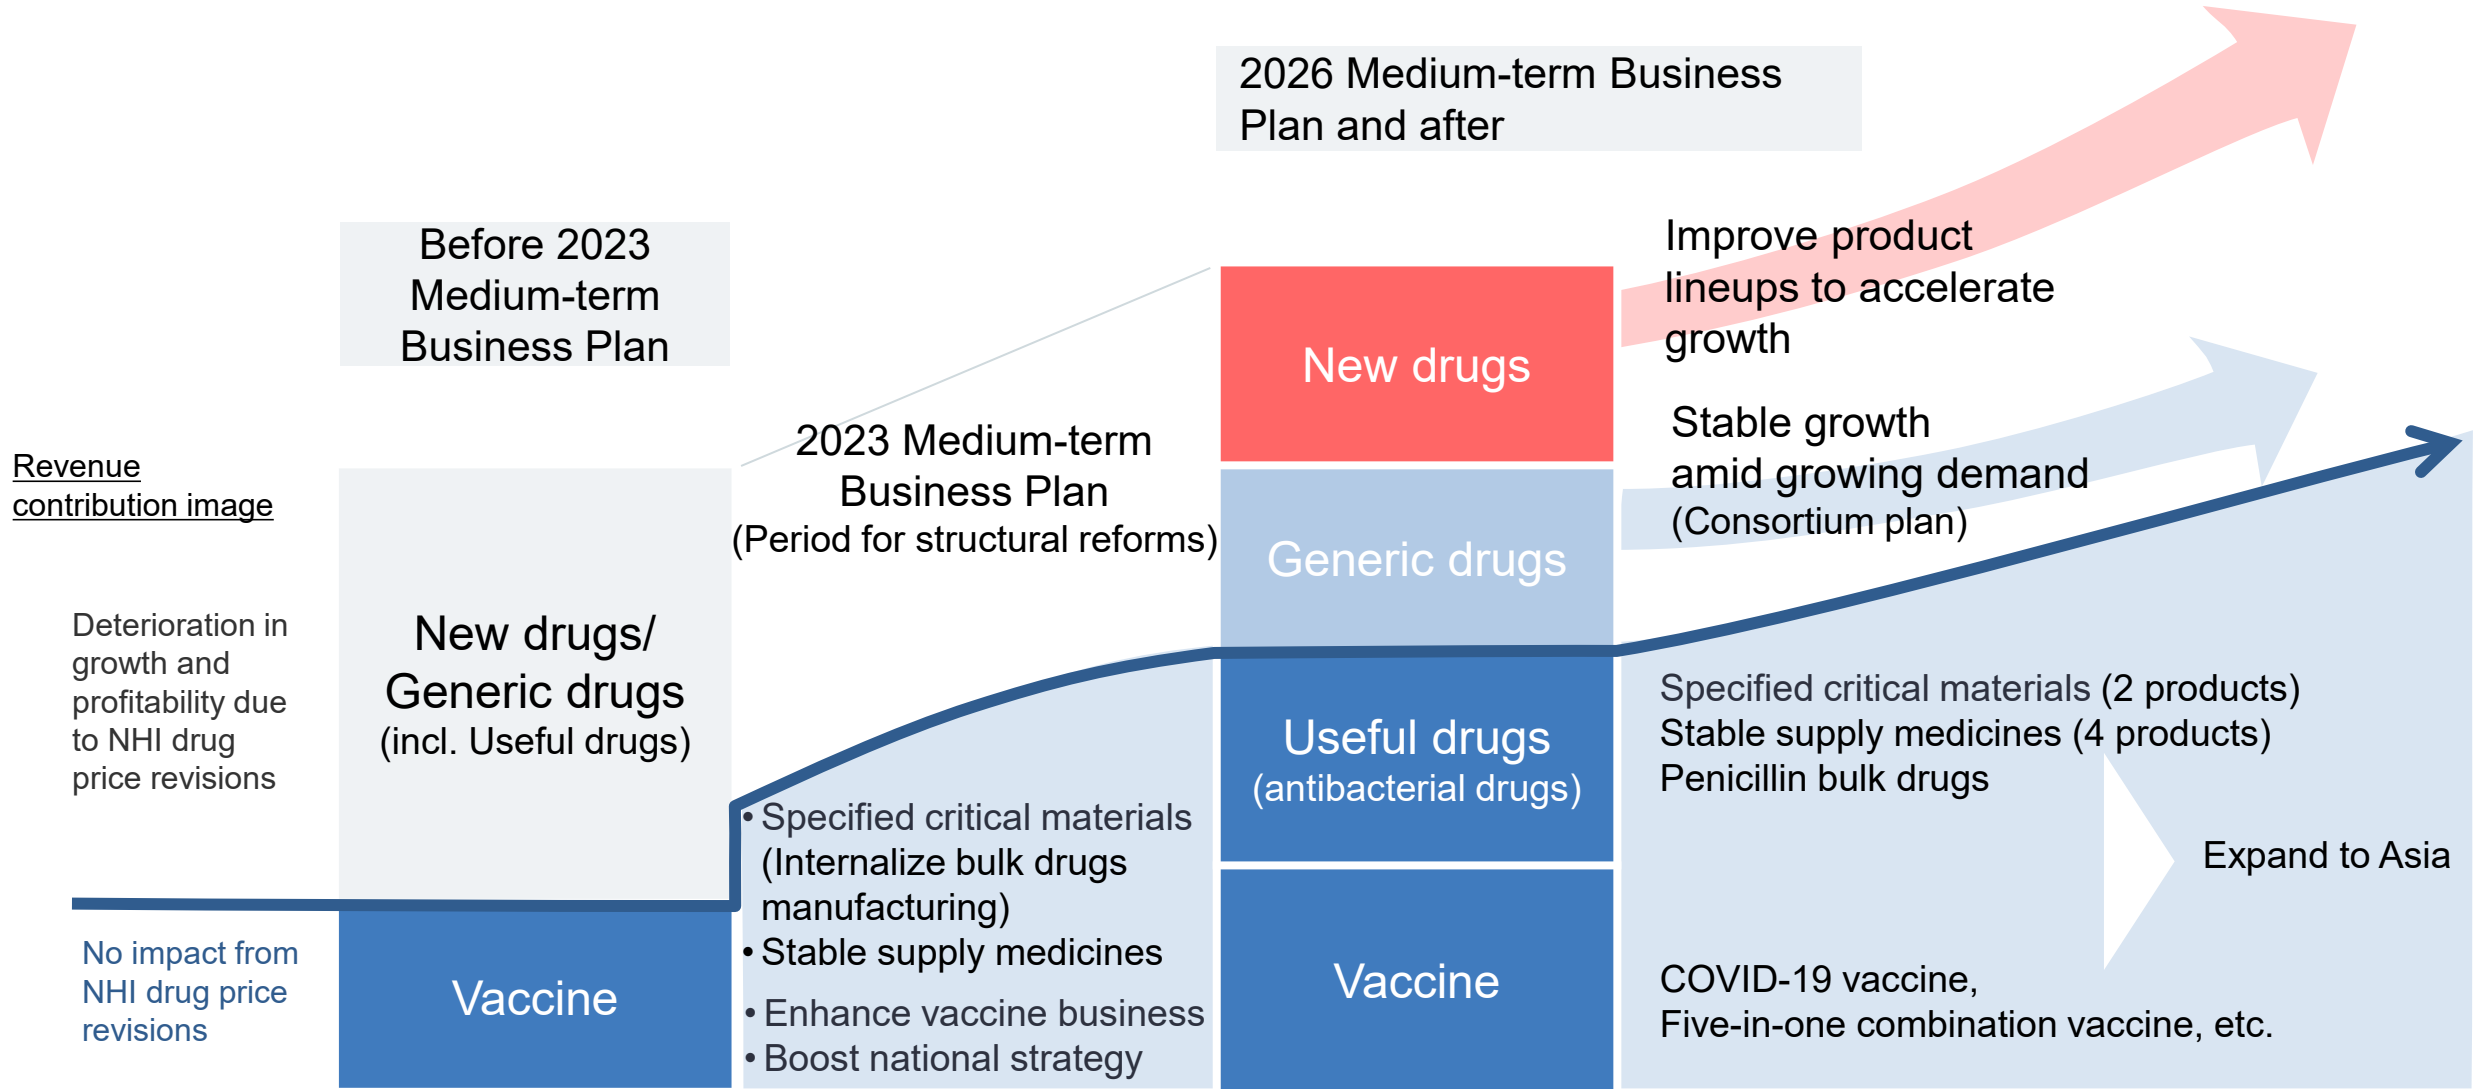 2026 Medium-term Business
Plan and after
Before 2023
Medium-term
Business Plan
Revenue
contribution image
2023 Medium-term
Business Plan
(Period for structural reforms)
New drugs
Improve product
lineups to accelerate
growth
Generic drugs
Stable growth
amid growing demand
(Consortium plan)
Deterioration in
growth and
profitability due
to NHI drug
price revisions
New drugs/
Generic drugs
(incl. Useful drugs)
Useful drugs
(antibacterial drugs)
Specified critical materials (2 products)
Stable supply medicines (4 products)
Penicillin bulk drugs
Expand to Asia
• Specified critical materials
(Internalize bulk drugs
manufacturing)
• Stable supply medicines
• Enhance vaccine business
• Boost national strategy
No impact from
NHI drug price
revisions
Vaccine
Vaccine
COVID-19 vaccine,
Five-in-one combination vaccine, etc.